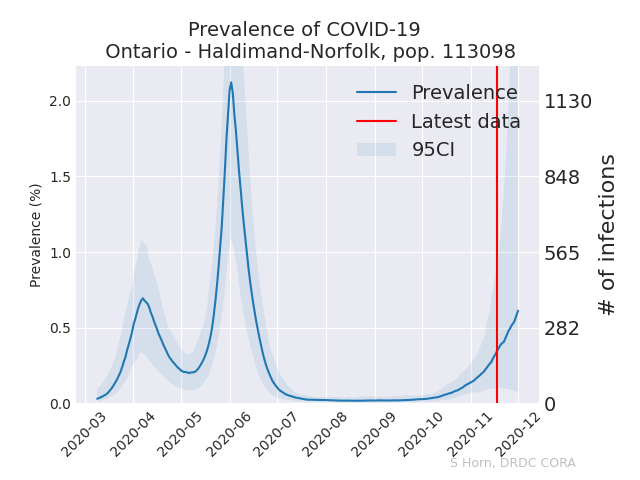 Prevalence of COVID-19
Ontario - Haldimand-Norfolk, pop. 113098
Prevalence
Latest data
95CI
2.0
1.5
1.0
0.5
0.0
Prevalence (%)
1130
848
565
282
0
# of infections
2020-03
2020-04
2020-05
2020-06
2020-07
2020-08
2020-09
2020-10
2020-11
2020-12
S Horn, DRDC CORA